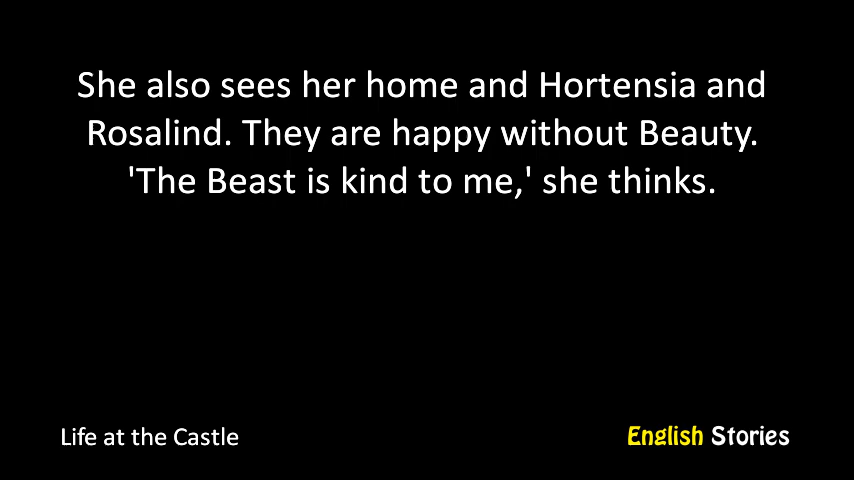 She also sees her home and Hortensia and
Rosalind. They are happy without Beauty.
'The Beast is kind to me,' she thinks.
Life at the Castle
English Stories